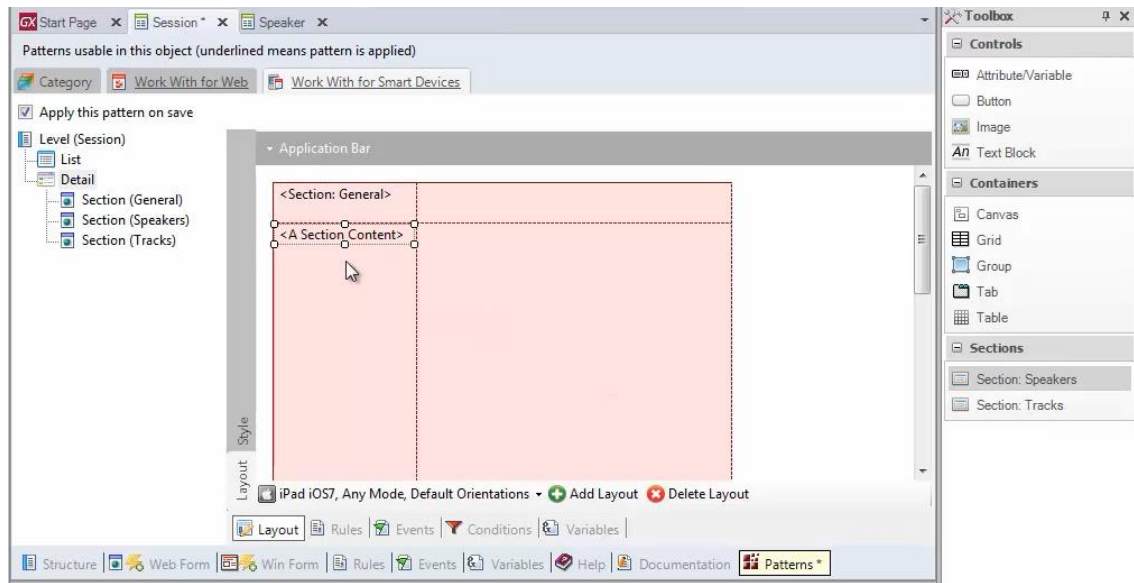 GX Start Page Session * Speaker
Patterns usable in this object (underlined means pattern is applied)
Category Work With for Web Work With for Smart Devices
Apply this pattern on save
Level (Session)
List
Detail
Section (General)
Section (Speakers)
Section (Tracks)
Application Bar
<Section: General>
<A Section Content>
Style
Layout
iPad iOS7, Any Mode, Default Orientations Add Layout Delete Layout
Layout Rules Events Conditions Variables
Structure Web Form Win Form Rules Events Variables Help Documentation Patterns *
Toolbox
Controls
Attribute/Variable
Button
Image
An Text Block
Containers
Canvas
Grid
Group
Tab
Table
Sections
Section: Speakers
Section: Tracks